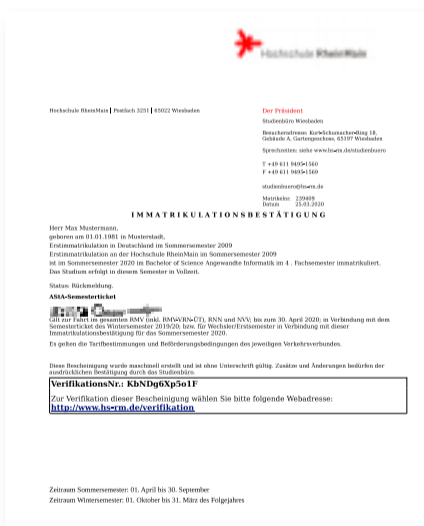 Hochschule RheinMain
Hochschule RheinMain | Postfach 3251 | 65022 Wiesbaden
Der Präsident
Studienbüro Wiesbaden
Besucheradresse: Kurt-Schumacher-Ring 18,
Gebäude A, Gartengeschoss, 65197 Wiesbaden
Sprechzeiten: siehe www.hs-rm.de/studienbuero
T +49 611 9495-1560
F +49 611 9495-1569
studienbuero@hs-rm.de
Matrikelnr. 239409
Datum 25.03.2020
IMMATRIKULATIONSBESTÄTIGUNG
Herr Max Mustermann,
geboren am 01.01.1981 in Musterstadt,
Erstimmatrikulation in Deutschland im Sommersemester 2009
Erstimmatrikulation an der Hochschule RheinMain im Sommersemester 2009
ist im Sommersemester 2020 im Bachelor of Science Angewandte Informatik im 4 . Fachsemester immatrikuliert.
Das Studium erfolgt in diesem Semester in Vollzeit.
Status: Rückmeldung.
AStA-Semesterticket
Gilt zur Fahrt im gesamten RMV (inkl. RMV-VRN-ÜT), RNN und NVV; bis zum 30. April 2020; in Verbindung mit dem
Semesterticket des Wintersemester 2019/20; bzw. für Wechsler/Erstsemester in Verbindung mit dieser
Immatrikulationsbestätigung für das Sommersemester 2020.
Es gelten die Tarifbestimmungen und Beförderungsbedingungen des jeweiligen Verkehrsverbundes.
Diese Bescheinigung wurde maschinell erstellt und ist ohne Unterschrift gültig. Zusätze und Änderungen bedürfen der
ausdrücklichen Bestätigung durch das Studienbüro.
VerifikationsNr.: KbNDg6Xp5o1F
Zur Verifikation dieser Bescheinigung wählen Sie bitte folgende Webadresse:
http://www.hs-rm.de/verifikation
Zeitraum Sommersemester: 01. April bis 30. September
Zeitraum Wintersemester: 01. Oktober bis 31. März des Folgejahres